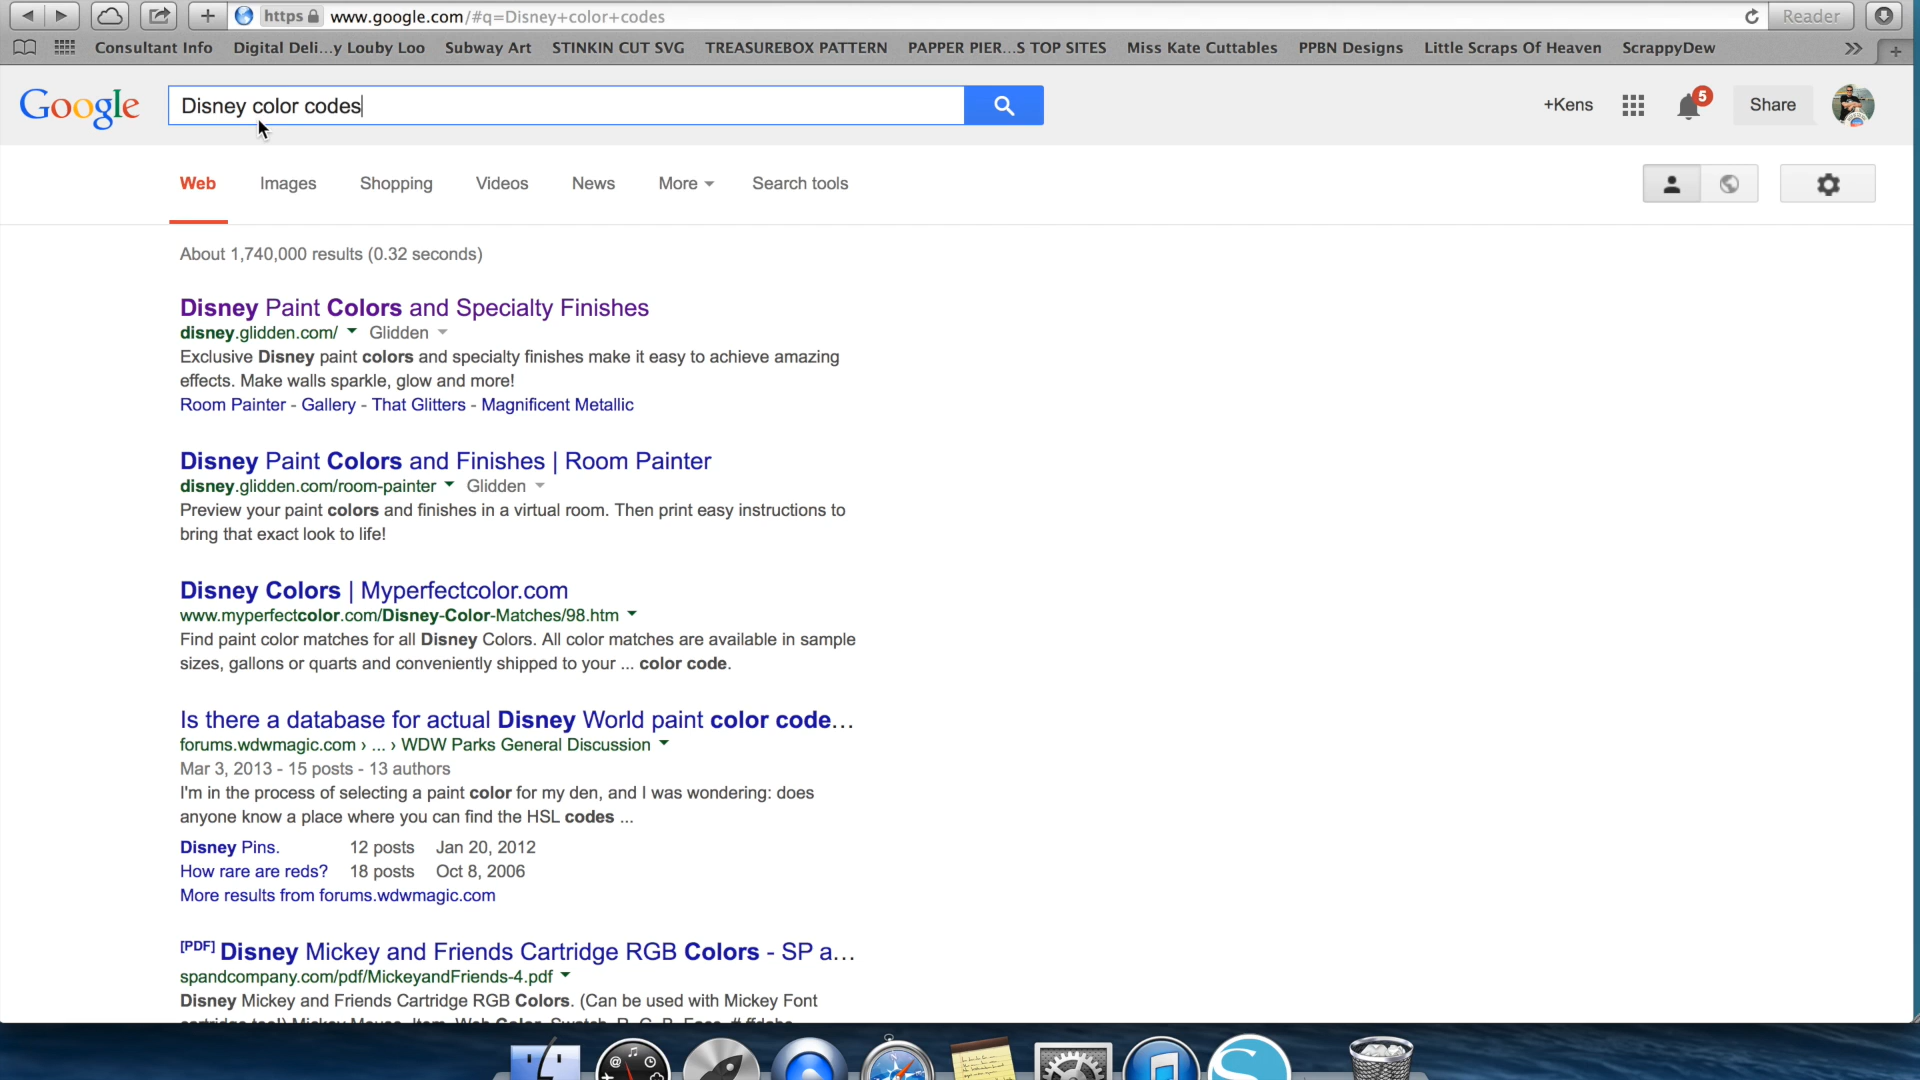 https www.google.com/#q=Disney+color+codes Reader
Consultant Info Digital Deli...y Louby Loo Subway Art STINKIN CUT SVG TREASUREBOX PATTERN PAPPER PIER...S TOP SITES Miss Kate Cuttables PPBN Designs Little Scraps Of Heaven ScrappyDew
Google Disney color codes +Kens 5 Share
Web Images Shopping Videos News More Search tools
About 1,740,000 results (0.32 seconds)
Disney Paint Colors and Specialty Finishes
disney.glidden.com/ Glidden
Exclusive Disney paint colors and specialty finishes make it easy to achieve amazing
effects. Make walls sparkle, glow and more!
Room Painter - Gallery - That Glitters - Magnificent Metallic
Disney Paint Colors and Finishes | Room Painter
disney.glidden.com/room-painter Glidden
Preview your paint colors and finishes in a virtual room. Then print easy instructions to
bring that exact look to life!
Disney Colors | Myperfectcolor.com
www.myperfectcolor.com/Disney-Color-Matches/98.htm
Find paint color matches for all Disney Colors. All color matches are available in sample
sizes, gallons or quarts and conveniently shipped to your ... color code.
Is there a database for actual Disney World paint color code...
forums.wdwmagic.com › ... › WDW Parks General Discussion
Mar 3, 2013 - 15 posts - 13 authors
I'm in the process of selecting a paint color for my den, and I was wondering: does
anyone know a place where you can find the HSL codes ...
Disney Pins. 12 posts Jan 20, 2012
How rare are reds? 18 posts Oct 8, 2006
More results from forums.wdwmagic.com
[PDF] Disney Mickey and Friends Cartridge RGB Colors - SP a...
spandcompany.com/pdf/MickeyandFriends-4.pdf
Disney Mickey and Friends Cartridge RGB Colors. (Can be used with Mickey Font